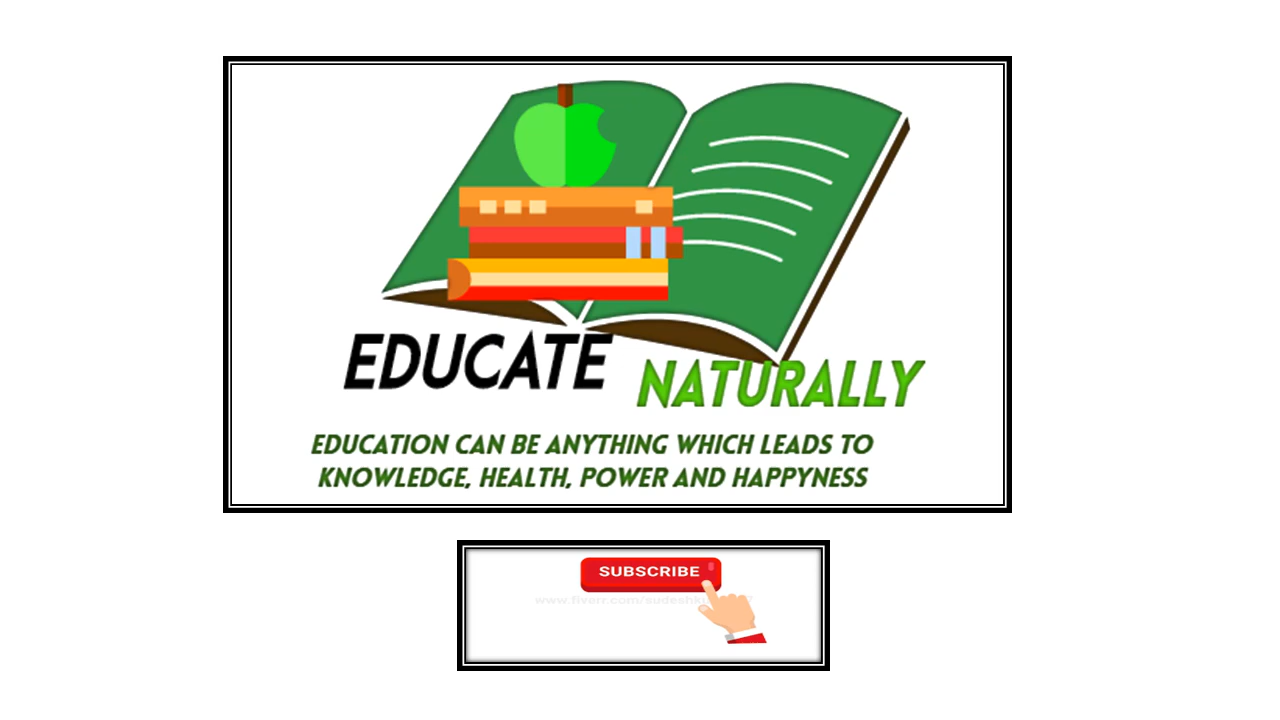 EDUCATE
NATURALLY
EDUCATION CAN BE ANYTHING WHICH LEADS TO
KNOWLEDGE, HEALTH, POWER AND HAPPYNESS
SUBSCRIBE